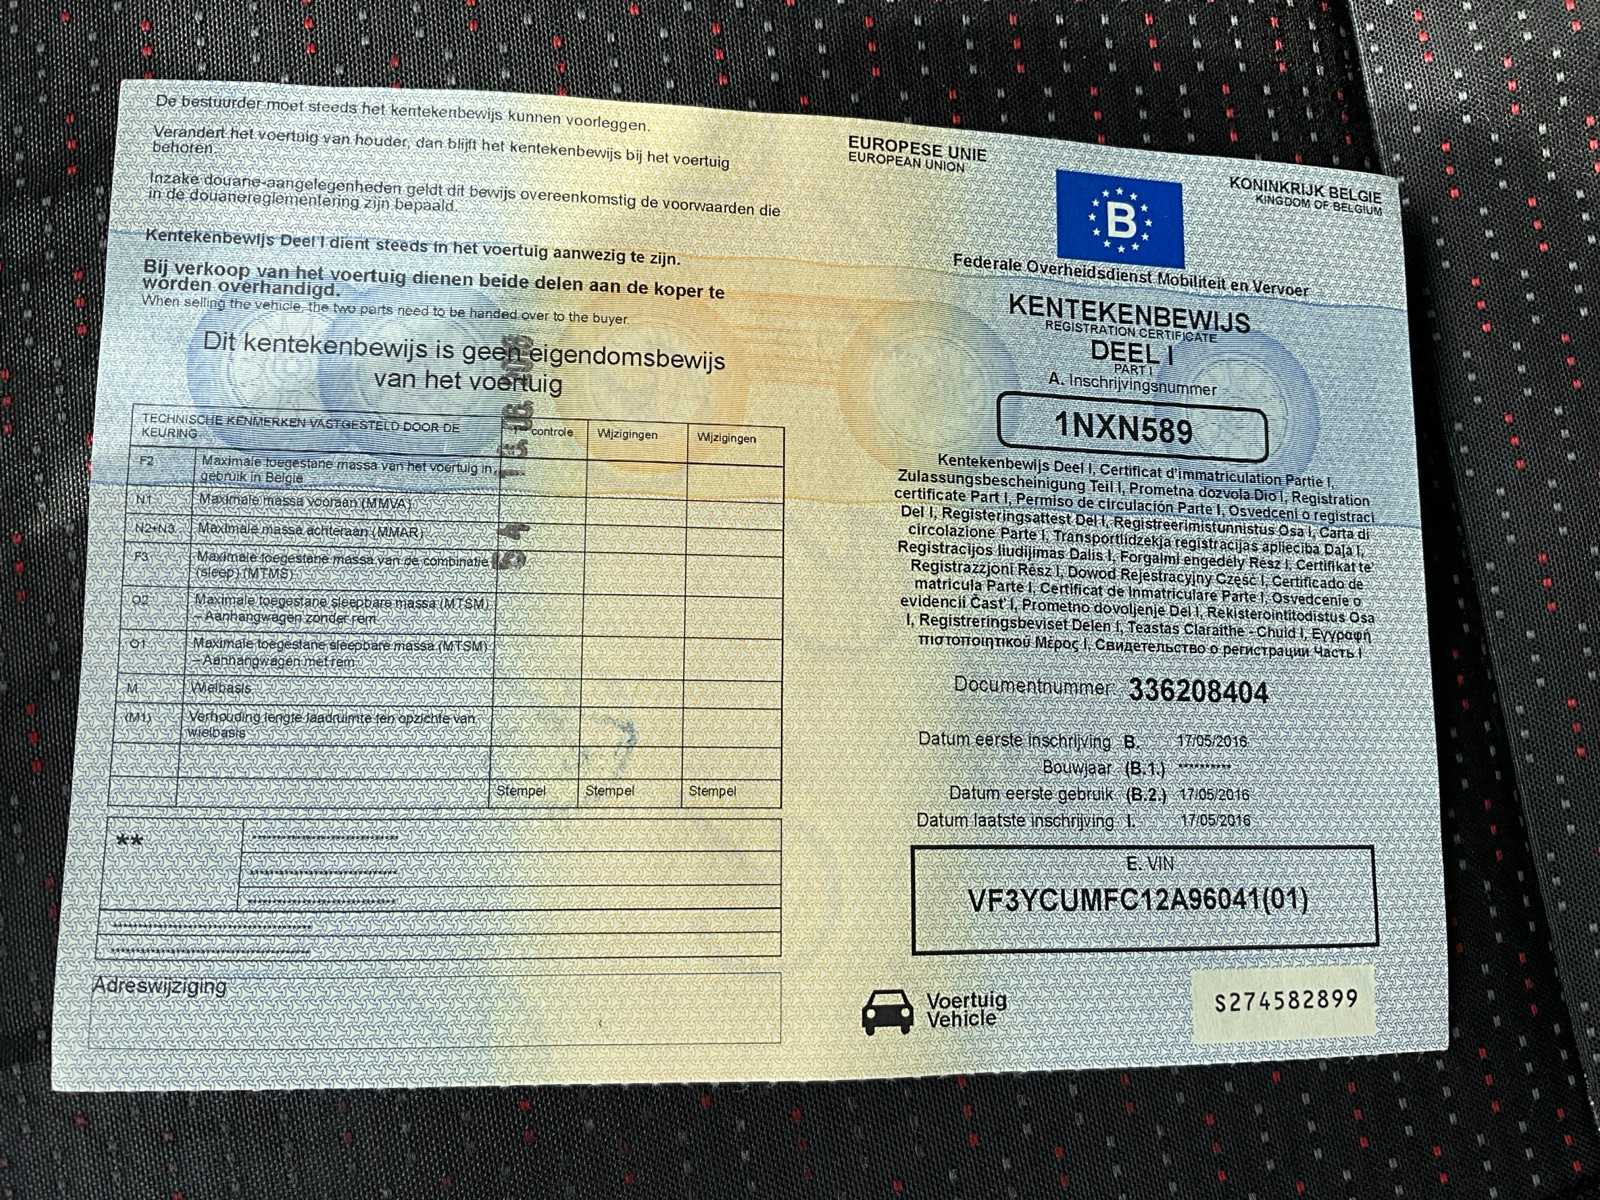 De bestuurder moet steeds het kentekenbewijs kunnen voorleggen.
Verandert het voertuig van houder, dan blijft het kentekenbewijs bij het voertuig
behoren.
Inzake douane-aangelegenheden geldt dit bewijs overeenkomstig de voorwaarden die
in de douanereglementering zijn bepaald.
Kentekenbewijs Deel I dient steeds in het voertuig aanwezig te zijn.
Bij verkoop van het voertuig dienen beide delen aan de koper te
worden overhandigd.
When selling the vehicle, the two parts need to be handed over to the buyer.
Dit kentekenbewijs is geen eigendomsbewijs
van het voertuig
TECHNISCHE KENMERKEN VASTGESTELD DOOR DE
KEURING
controle
Wijzigingen
Wijzigingen
F2 Maximale toegestane massa van het voertuig in
gebruik in Belgie
N1 Maximale massa vooraan (MMVA)
N2+N3 Maximale massa achteraan (MMAR)
F3 Maximale toegestane massa van de combinatie
(sleep) (MTMS)
O2 Maximale toegestane sleepbare massa (MTSM)
– Aanhangwagen zonder rem
O1 Maximale toegestane sleepbare massa (MTSM)
– Aanhangwagen met rem
M Wielbasis
(M1) Verhouding lengte laadruimte ten opzichte van
wielbasis
Stempel Stempel Stempel
**
Adreswijziging
EUROPESE UNIE
EUROPEAN UNION
B
KONINKRIJK BELGIE
KINGDOM OF BELGIUM
Federale Overheidsdienst Mobiliteit en Vervoer
KENTEKENBEWIJS
REGISTRATION CERTIFICATE
DEEL I
PART I
A. Inschrijvingsnummer
1NXN589
Kentekenbewijs Deel I, Certificat d'immatriculation Partie I,
Zulassungsbescheinigung Teil I, Prometna dozvola Dio I, Registration
certificate Part I, Permiso de circulación Parte I, Osvedceni o registraci
Del I, Registeringsattest Del I, Registreerimistunnistus Osa I, Carta di
circolazione Parte I, Transportlidzekja registracijas apliecība Daļa I,
Registracijos liudijimas Dalis I, Forgalmi engedély Rész I, Certifikat te'
Registrazzjoni Rész I, Dowod Rejestracyjny Część I, Certificado de
matricula Parte I, Certificat de Inmatriculare Partea I, Osvedcenie o
evidencii Časť I, Prometno dovoljenje Del I, Rekisterointitodistus Osa
I, Registreringsbeviset Delen I, Teastas Claraithe - Chuid I, Εγγραφή
πιστοποιητικού Μέρος I, Свидетельство о регистрации Часть I
Documentnummer 336208404
Datum eerste inschrijving B. 17/05/2016
Bouwjaar (B.1.) **********
Datum eerste gebruik (B.2.) 17/05/2016
Datum laatste inschrijving I. 17/05/2016
E. VIN
VF3YCUMFC12A96041(01)
Voertuig
Vehicle
S274582899